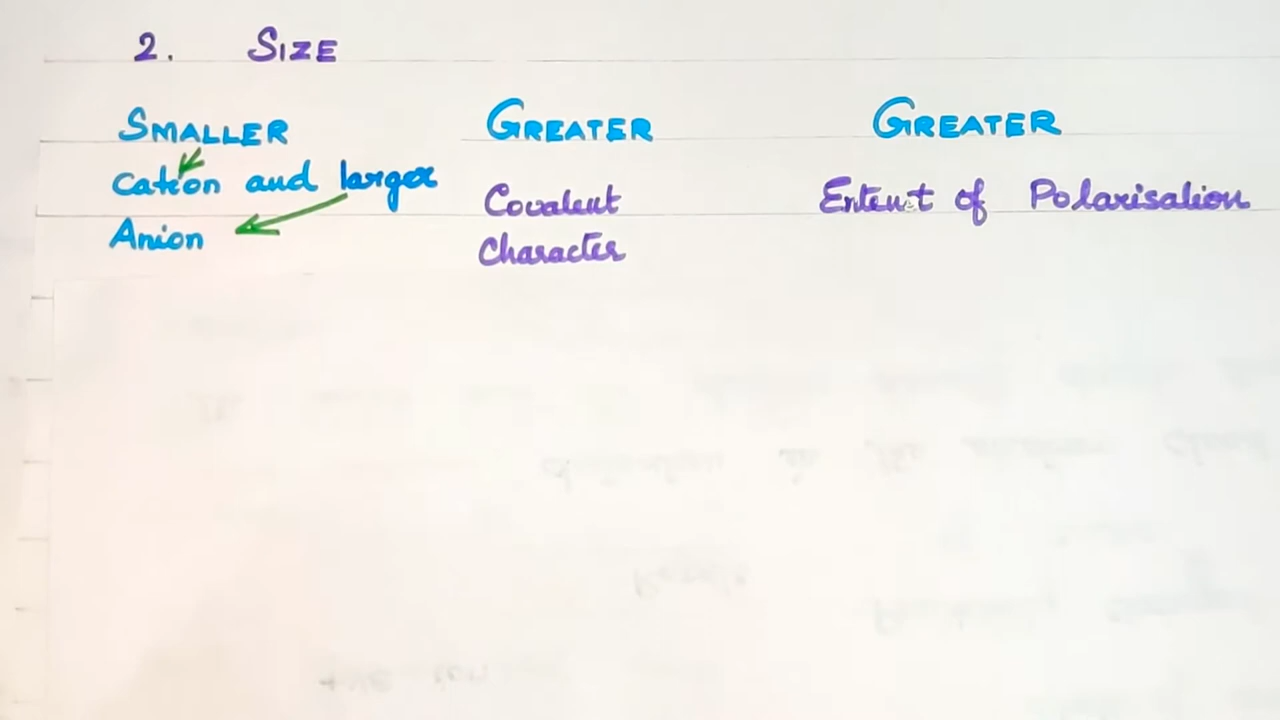 2. SIZE
SMALLER GREATER GREATER
Cation and larger Covalent Extent of Polarisation
Anion Character